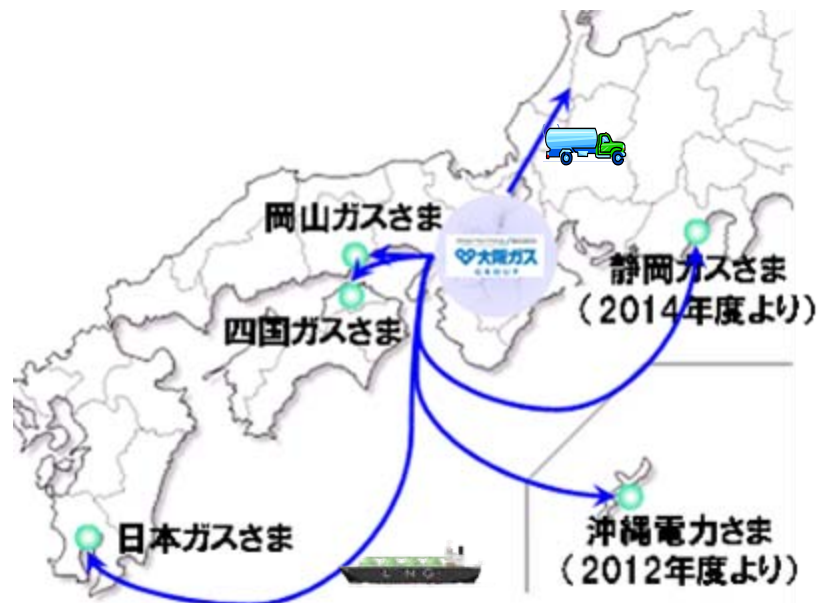 岡山ガスさま
大阪ガス
GROUP
静岡ガスさま
(2014年度より)
四国ガスさま
日本ガスさま
沖縄電力さま
(2012年度より)
LNG